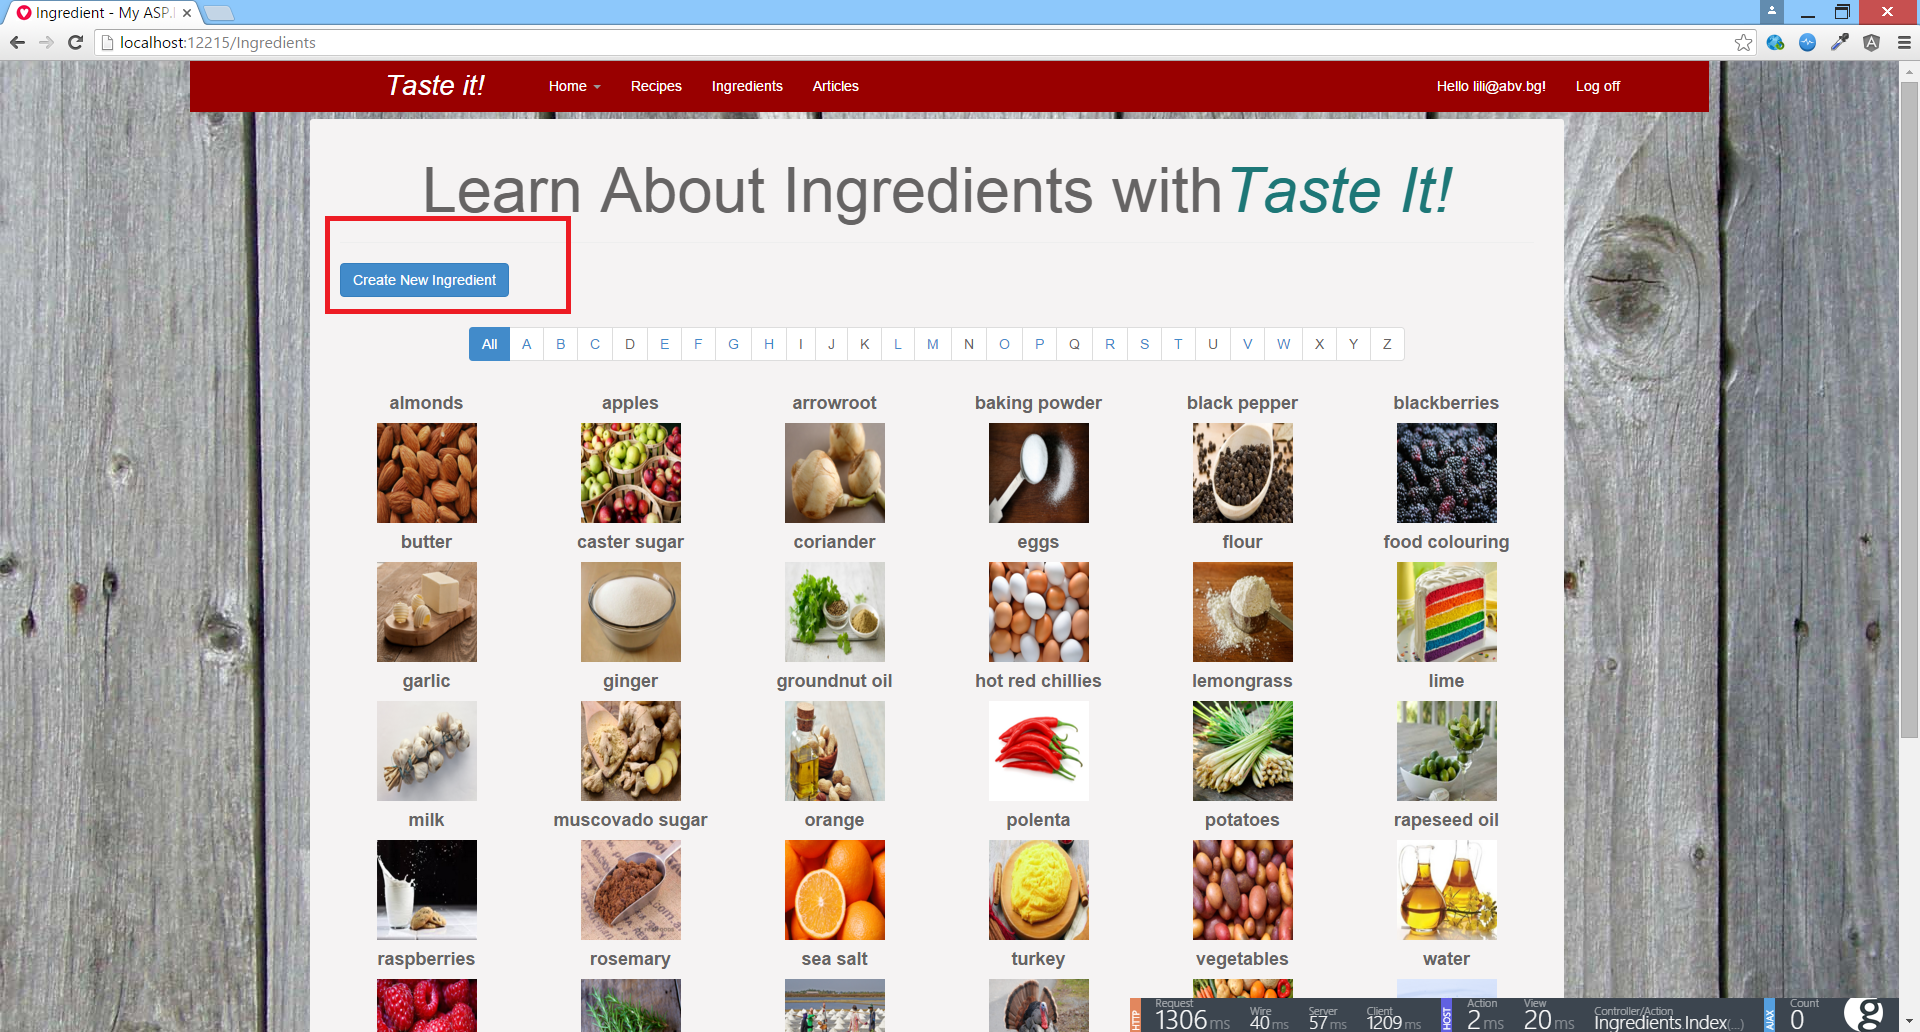 Ingredient - My ASP.
localhost:12215/Ingredients
Taste it! Home Recipes Ingredients Articles Hello lili@abv.bg! Log off
Learn About Ingredients withTaste It!
Create New Ingredient
All A B C D E F G H I J K L M N O P Q R S T U V W X Y Z
almonds apples arrowroot baking powder black pepper blackberries
butter caster sugar coriander eggs flour food colouring
garlic ginger groundnut oil hot red chillies lemongrass lime
milk muscovado sugar orange polenta potatoes rapeseed oil
raspberries rosemary sea salt turkey vegetables water
HTTP Request 1306 ms Wire 40 ms Server 57 ms Client 1209 ms HOST Action 2 ms View 20 ms Controller/Action Ingredients Index(...) AJAX Count 0 g